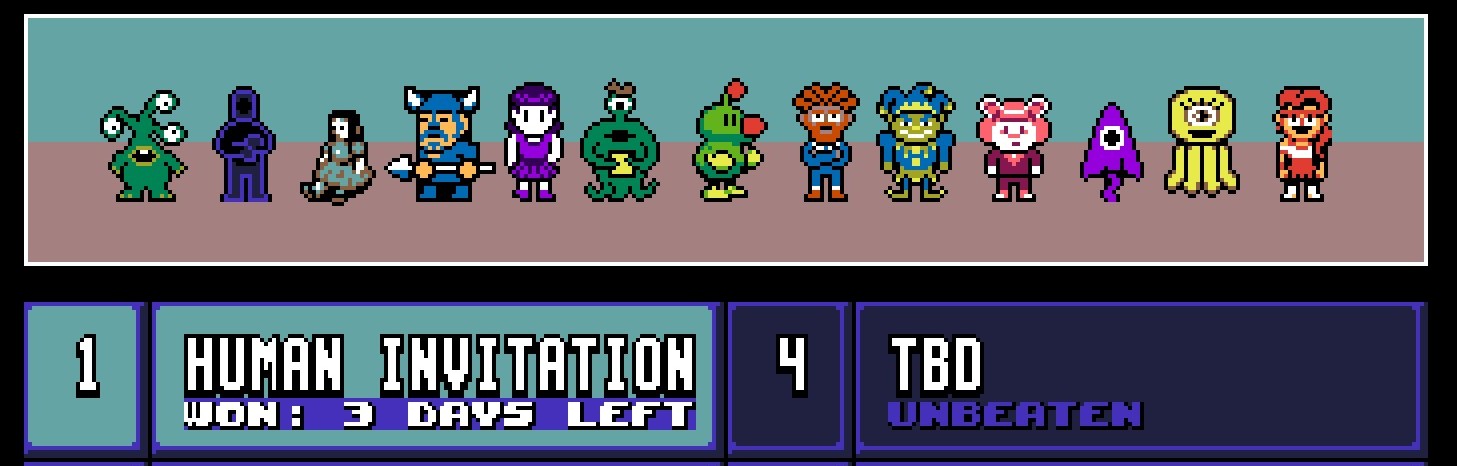 1
HUMAN INVITATION
WON: 3 DAYS LEFT
4
TBD
UNBEATEN